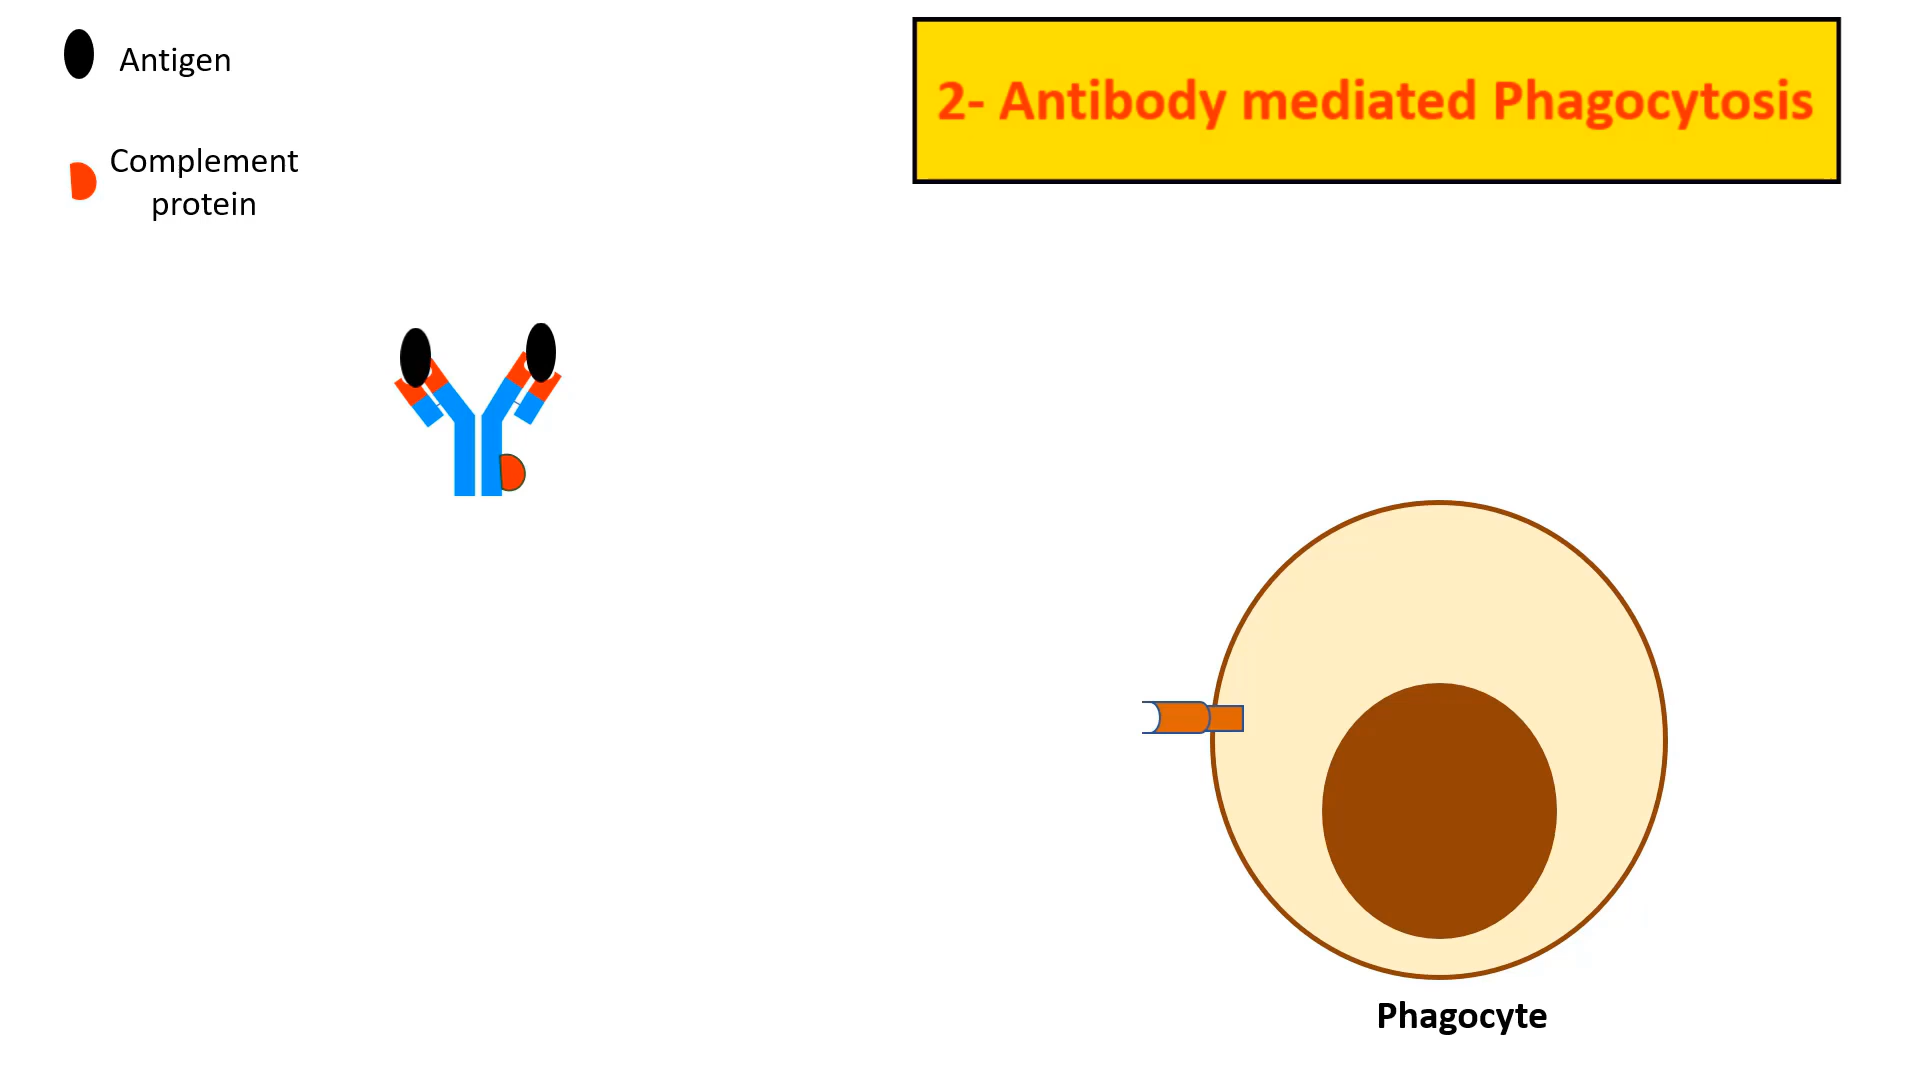 Antigen
2- Antibody mediated Phagocytosis
Complement
protein
Phagocyte